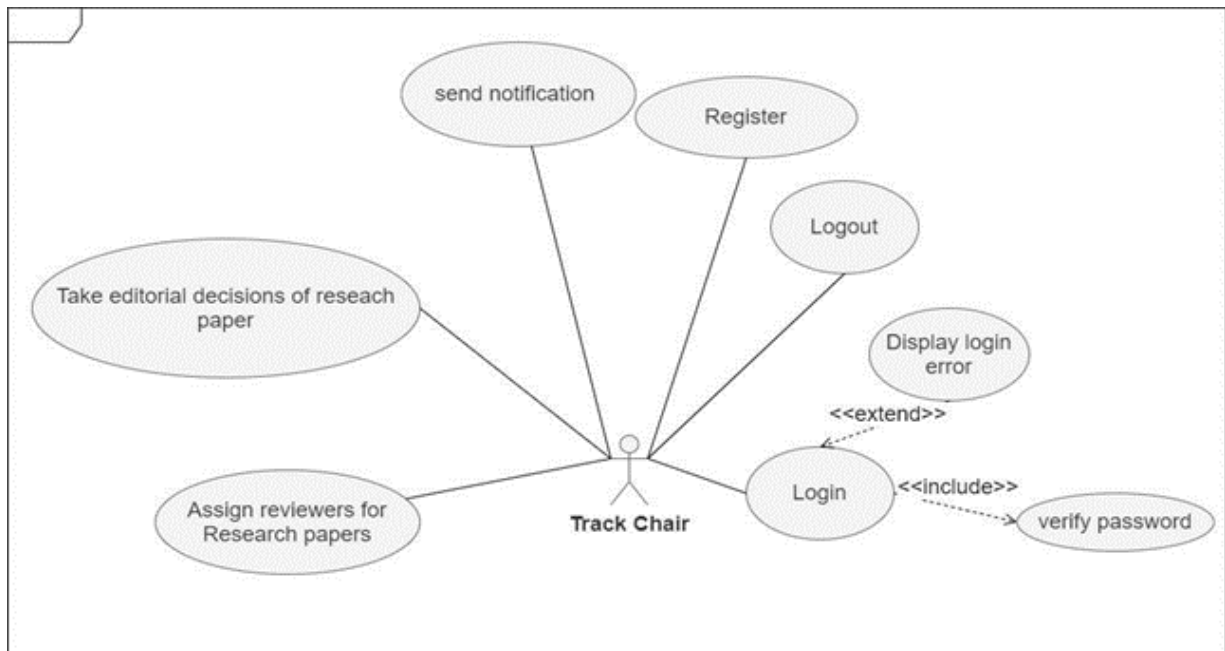 send notification
Register
Logout
Take editorial decisions of reseach
paper
Display login
error
<<extend>>
Login
<<include>>
verify password
Assign reviewers for
Research papers
Track Chair